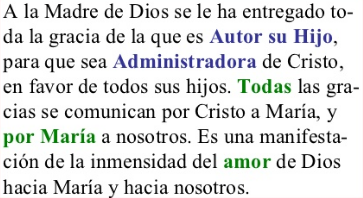 A la Madre de Dios se le ha entregado to-
da la gracia de la que es Autor su Hijo,
para que sea Administradora de Cristo,
en favor de todos sus hijos. Todas las gra-
cias se comunican por Cristo a María, y
por María a nosotros. Es una manifesta-
ción de la inmensidad del amor de Dios
hacia María y hacia nosotros.